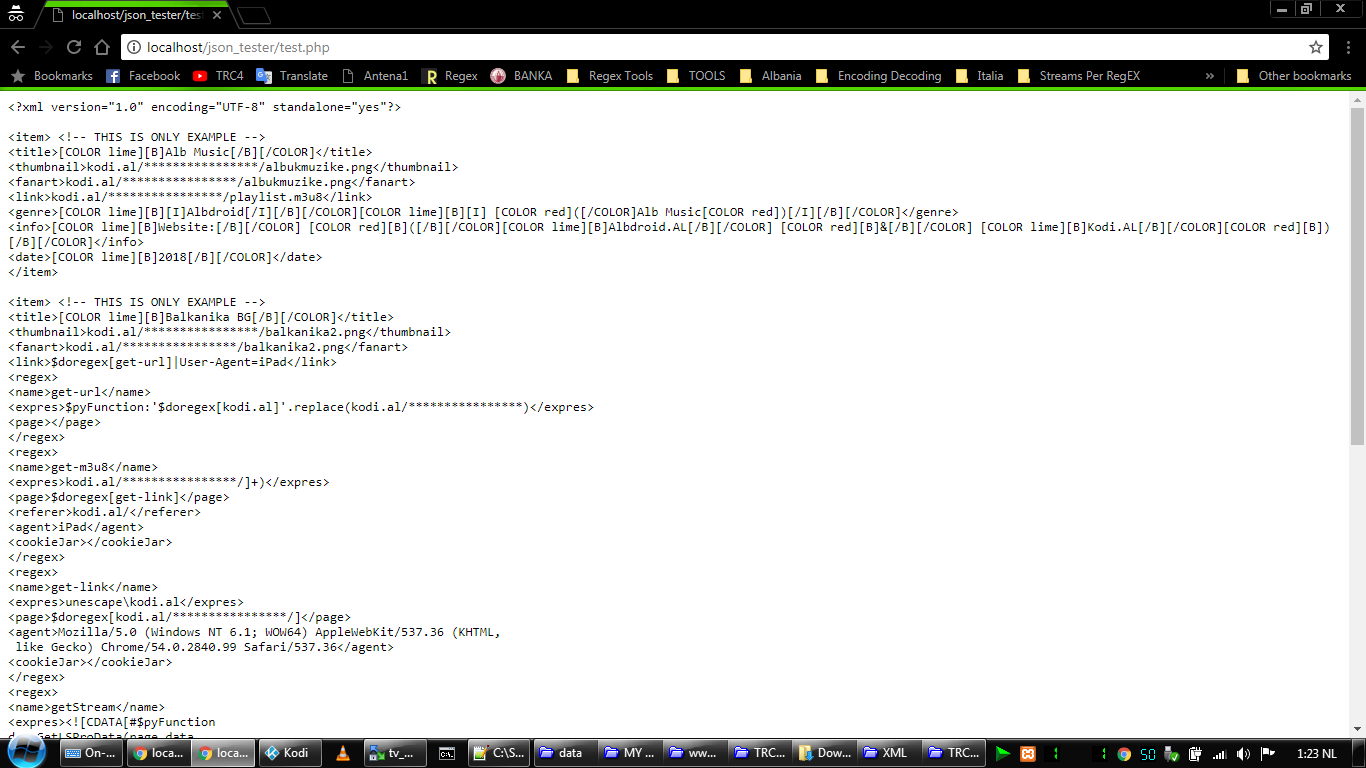 localhost/json_tester/tes
localhost/json_tester/test.php
Bookmarks Facebook TRC4 Translate Antena1 Regex BANKA Regex Tools TOOLS Albania Encoding Decoding Italia Streams Per RegEX » Other bookmarks
<?xml version="1.0" encoding="UTF-8" standalone="yes"?>
<item> <!-- THIS IS ONLY EXAMPLE -->
<title>[COLOR lime][B]Alb Music[/B][/COLOR]</title>
<thumbnail>kodi.al/****************/albukmuzike.png</thumbnail>
<fanart>kodi.al/****************/albukmuzike.png</fanart>
<link>kodi.al/****************/playlist.m3u8</link>
<genre>[COLOR lime][B][I]Albdroid[/I][/B][/COLOR][COLOR lime][B][I] [COLOR red]([/COLOR]Alb Music[COLOR red])[/I][/B][/COLOR]</genre>
<info>[COLOR lime][B]Website:[/B][/COLOR] [COLOR red][B]([/B][/COLOR][COLOR lime][B]Albdroid.AL[/B][/COLOR] [COLOR red][B]&[/B][/COLOR] [COLOR lime][B]Kodi.AL[/B][/COLOR][COLOR red][B])
[/B][/COLOR]</info>
<date>[COLOR lime][B]2018[/B][/COLOR]</date>
</item>
<item> <!-- THIS IS ONLY EXAMPLE -->
<title>[COLOR lime][B]Balkanika BG[/B][/COLOR]</title>
<thumbnail>kodi.al/****************/balkanika2.png</thumbnail>
<fanart>kodi.al/****************/balkanika2.png</fanart>
<link>$doregex[get-url]|User-Agent=iPad</link>
<regex>
<name>get-url</name>
<expres>$pyFunction:'$doregex[kodi.al]'.replace(kodi.al/****************)</expres>
<page></page>
</regex>
<regex>
<name>get-m3u8</name>
<expres>kodi.al/****************/]+)</expres>
<page>$doregex[get-link]</page>
<referer>kodi.al/</referer>
<agent>iPad</agent>
<cookieJar></cookieJar>
</regex>
<regex>
<name>get-link</name>
<expres>unescape\kodi.al</expres>
<page>$doregex[kodi.al/****************/]</page>
<agent>Mozilla/5.0 (Windows NT 6.1; WOW64) AppleWebKit/537.36 (KHTML,
like Gecko) Chrome/54.0.2840.99 Safari/537.36</agent>
<cookieJar></cookieJar>
</regex>
<regex>
<name>getStream</name>
<expres><![CDATA[#$pyFunction
On-... loca... loca... Kodi tv_... C:\S... data MY ... ww... TRC... Dow... XML TRC... 1 1 50 1:23 NL